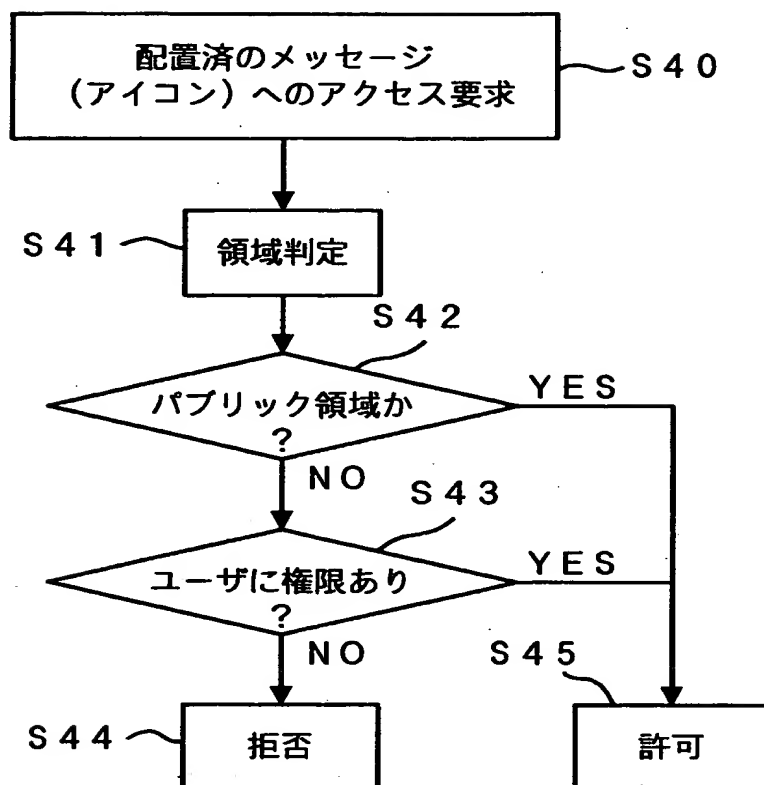 配置済のメッセージ
(アイコン)へのアクセス要求
S40
S41
領域判定
S42
パブリック領域か
?
YES
NO
S43
ユーザに権限あり
?
YES
NO
S45
S44
拒否
許可